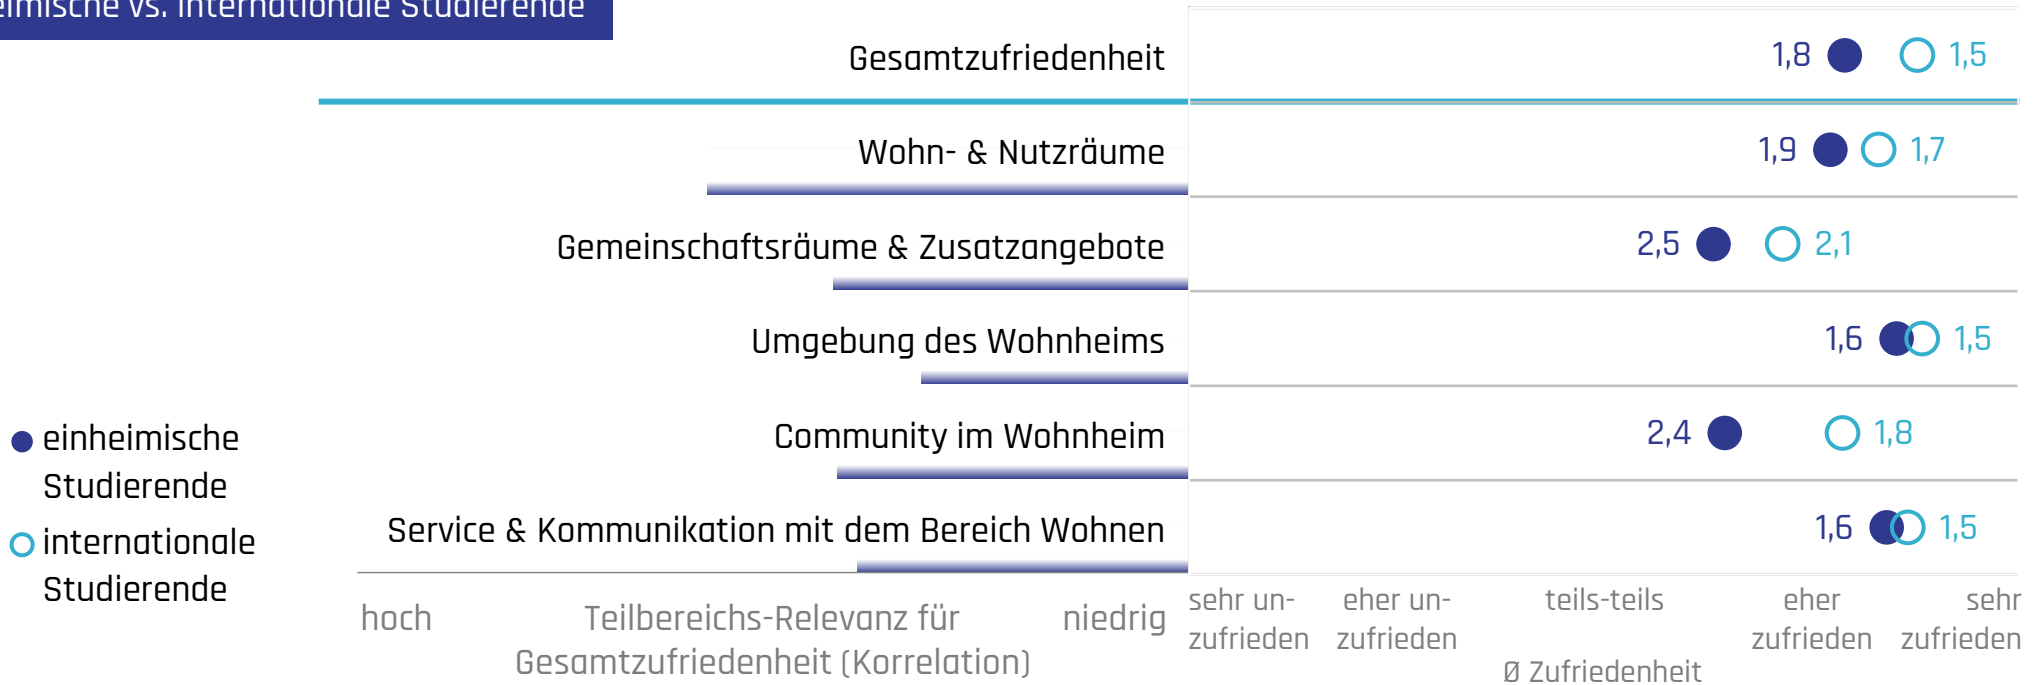 vs. internationale Studierende
Gesamtzufriedenheit
1,8
1,5
Wohn- & Nutzräume
1,9
1,7
Gemeinschaftsräume & Zusatzangebote
2,5
2,1
Umgebung des Wohnheims
1,6
1,5
Community im Wohnheim
2,4
1,8
Service & Kommunikation mit dem Bereich Wohnen
1,6
1,5
einheimische
Studierende
internationale
Studierende
hoch
Teilbereichs-Relevanz für
Gesamtzufriedenheit (Korrelation)
niedrig
sehr un-
zufrieden
eher un-
zufrieden
teils-teils
eher
zufrieden
sehr
zufrieden
Ø Zufriedenheit